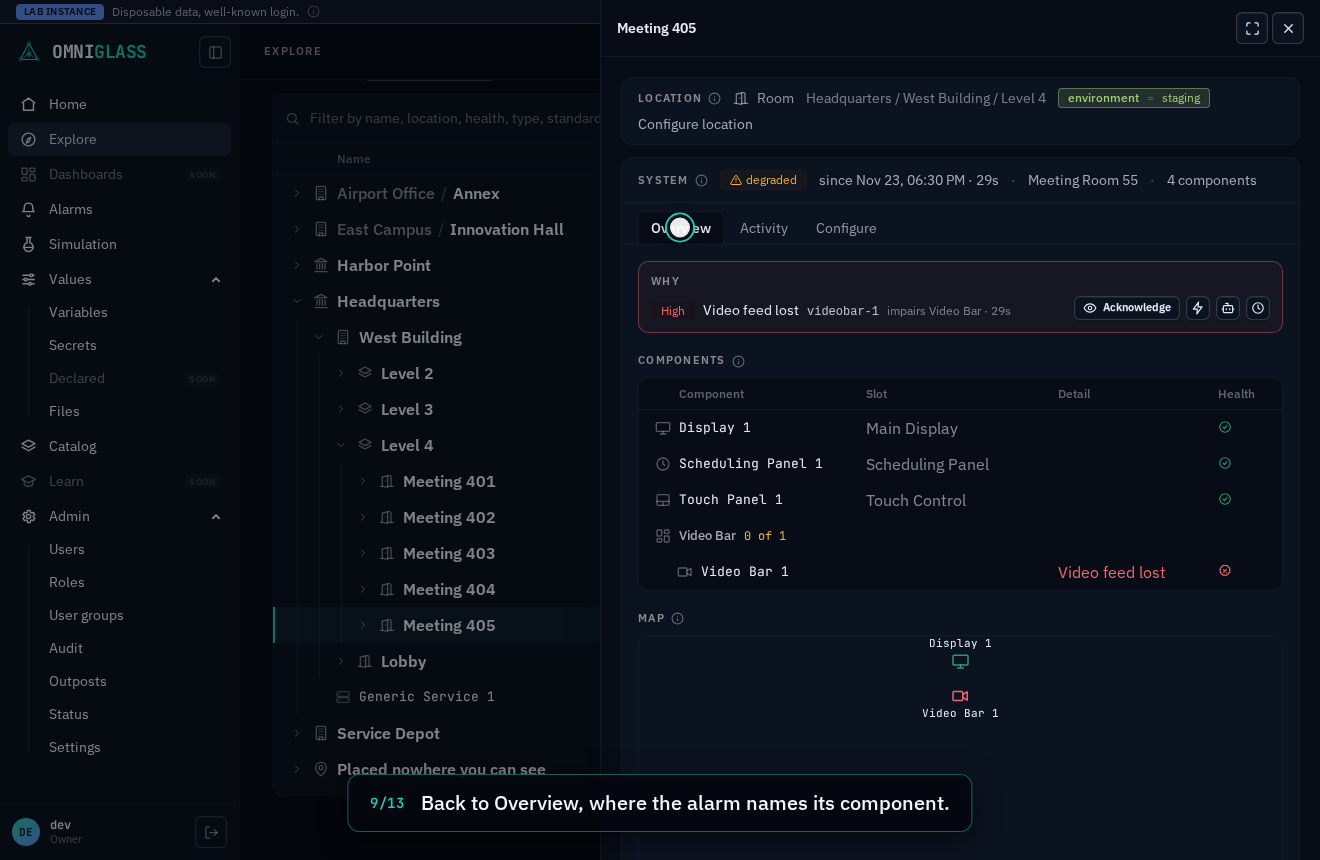 LAB INSTANCE Disposable data, well-known login.
OMNIGLASS
Home
Explore
Dashboards SOON
Alarms
Simulation
Values
Variables
Secrets
Declared SOON
Files
Catalog
Learn SOON
Admin
Users
Roles
User groups
Audit
Outposts
Status
Settings
DE dev
Owner
EXPLORE
Filter by name, location, health, type, standard
Name
Airport Office / Annex
East Campus / Innovation Hall
Harbor Point
Headquarters
West Building
Level 2
Level 3
Level 4
Meeting 401
Meeting 402
Meeting 403
Meeting 404
Meeting 405
Lobby
Generic Service 1
Service Depot
Placed nowhere you can see
Meeting 405
LOCATION Room Headquarters / West Building / Level 4 environment = staging
Configure location
SYSTEM degraded since Nov 23, 06:30 PM · 29s · Meeting Room 55 · 4 components
Overview Activity Configure
WHY
High Video feed lost videobar-1 impairs Video Bar · 29s Acknowledge
COMPONENTS
Component Slot Detail Health
Display 1 Main Display
Scheduling Panel 1 Scheduling Panel
Touch Panel 1 Touch Control
Video Bar 0 of 1
Video Bar 1 Video feed lost
MAP
Display 1
Video Bar 1
9/13 Back to Overview, where the alarm names its component.